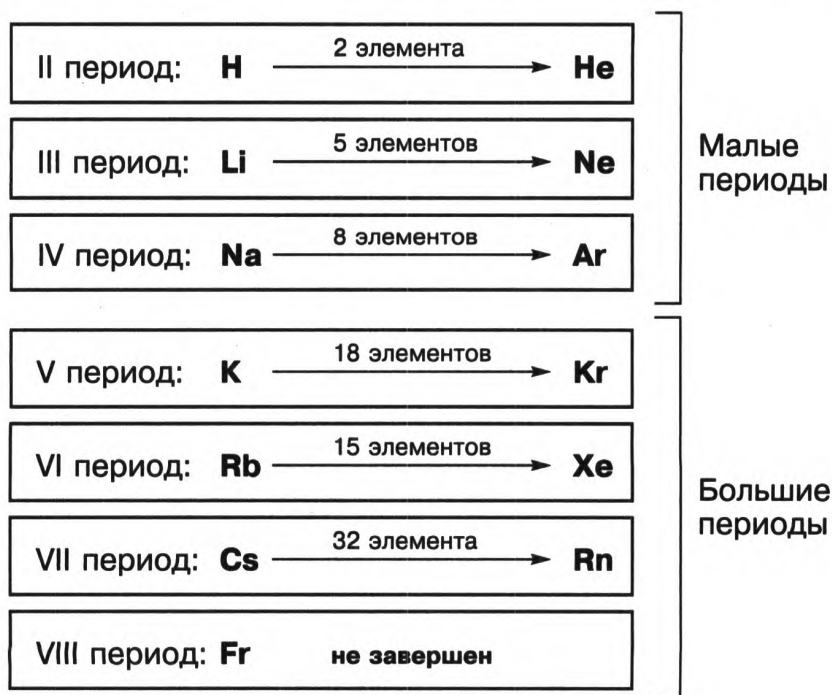 II период: H 2 элемента He
III период: Li 5 элементов Ne
IV период: Na 8 элементов Ar
Малые
периоды
V период: K 18 элементов Kr
VI период: Rb 15 элементов Xe
VII период: Cs 32 элемента Rn
VIII период: Fr не завершен
Большие
периоды